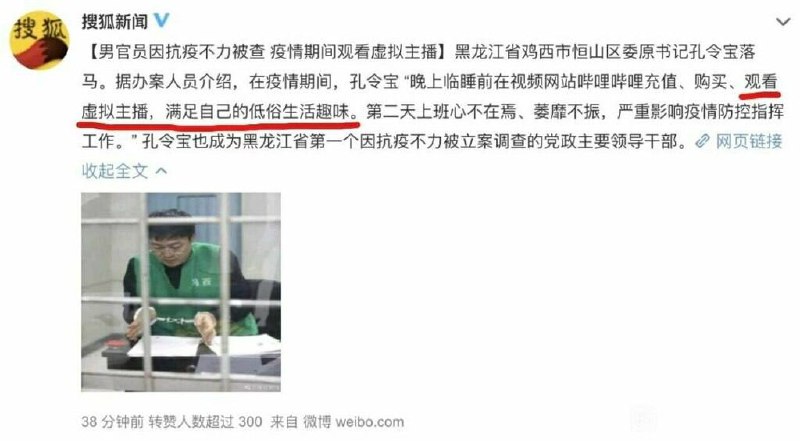 搜狐
搜狐新闻
【男官员因抗疫不力被查 疫情期间观看虚拟主播】黑龙江省鸡西市恒山区委原书记孔令宝落
马。据办案人员介绍，在疫情期间，孔令宝“晚上临睡前在视频网站哔哩哔哩充值、购买、观看
虚拟主播，满足自己的低俗生活趣味。第二天上班心不在焉、萎靡不振，严重影响疫情防控指挥
工作。” 孔令宝也成为黑龙江省第一个因抗疫不力被立案调查的党政主要领导干部。 网页链接
收起全文
38 分钟前 转赞人数超过 300 来自 微博 weibo.com